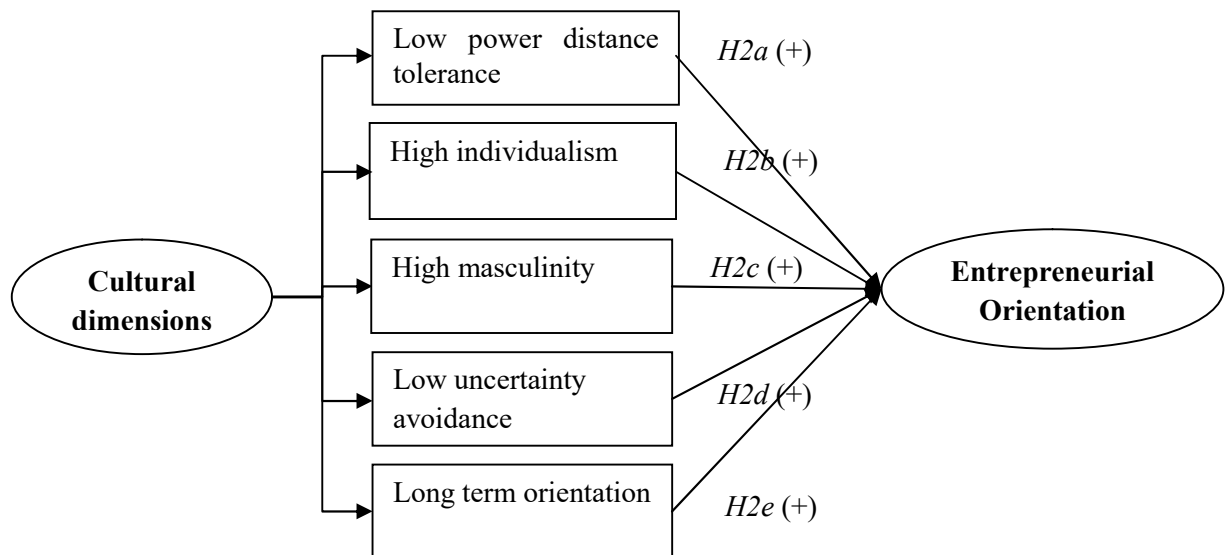 Low power distance
tolerance
H2a (+)
High individualism
H2b (+)
Cultural
dimensions
High masculinity
H2c (+)
Entrepreneurial
Orientation
Low uncertainty
avoidance
H2d (+)
Long term orientation
H2e (+)